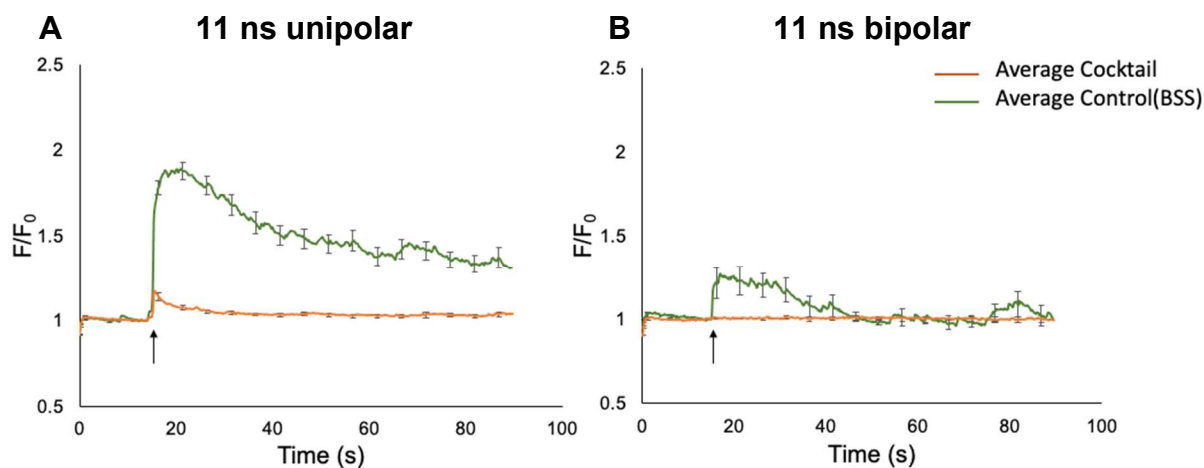 A 11 ns unipolar
2.5
2
1.5
1
0.5
F/F0
0 20 40 60 80 100
Time (s)
B 11 ns bipolar
Average Cocktail
Average Control(BSS)
2.5
2
1.5
1
0.5
F/F0
0 20 40 60 80 100
Time (s)